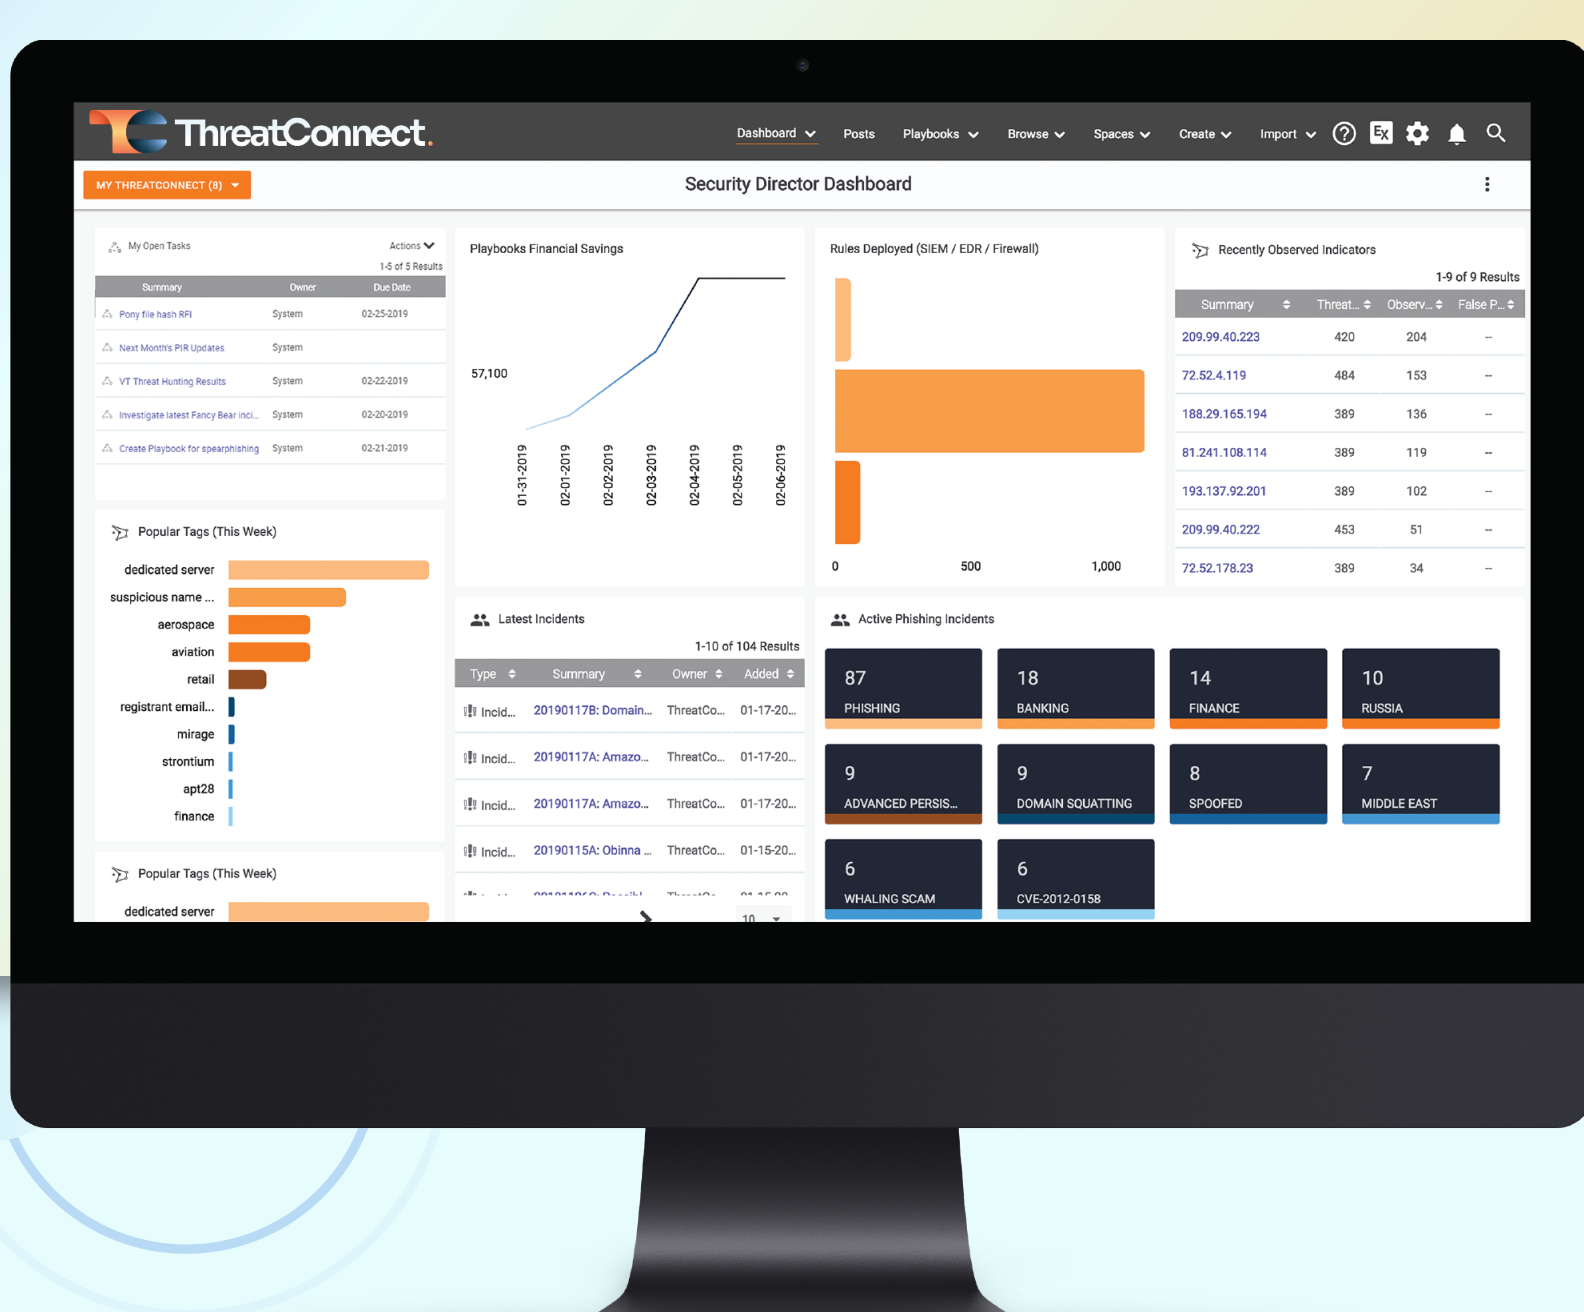 ThreatConnect.
Dashboard Posts Playbooks Browse Spaces Create Import ? Ex
MY THREATCONNECT (8) Security Director Dashboard
My Open Tasks Actions
1-5 of 5 Results
Summary Owner Due Date
Pony file hash RFI System 02-25-2019
Next Month's PIR Updates System
VT Threat Hunting Results System 02-22-2019
Investigate latest Fancy Bear inci... System 02-20-2019
Create Playbook for spearphishing System 02-21-2019
Playbooks Financial Savings
57,100
01-31-2019
02-01-2019
02-02-2019
02-03-2019
02-04-2019
02-05-2019
02-06-2019
Rules Deployed (SIEM / EDR / Firewall)
0 500 1,000
Recently Observed Indicators
1-9 of 9 Results
Summary Threat... Observ... False P...
209.99.40.223 420 204 --
72.52.4.119 484 153 --
188.29.165.194 389 136 --
81.241.108.114 389 119 --
193.137.92.201 389 102 --
209.99.40.222 453 51 --
72.52.178.23 389 34 --
Popular Tags (This Week)
dedicated server
suspicious name ...
aerospace
aviation
retail
registrant email...
mirage
strontium
apt28
finance
Popular Tags (This Week)
dedicated server
Latest Incidents
1-10 of 104 Results
Type Summary Owner Added
Incid... 20190117B: Domain... ThreatCo... 01-17-20...
Incid... 20190117A: Amazo... ThreatCo... 01-17-20...
Incid... 20190117A: Amazo... ThreatCo... 01-17-20...
Incid... 20190115A: Obinna ... ThreatCo... 01-15-20...
10
Active Phishing Incidents
87
PHISHING
18
BANKING
14
FINANCE
10
RUSSIA
9
ADVANCED PERSIS...
9
DOMAIN SQUATTING
8
SPOOFED
7
MIDDLE EAST
6
WHALING SCAM
6
CVE-2012-0158